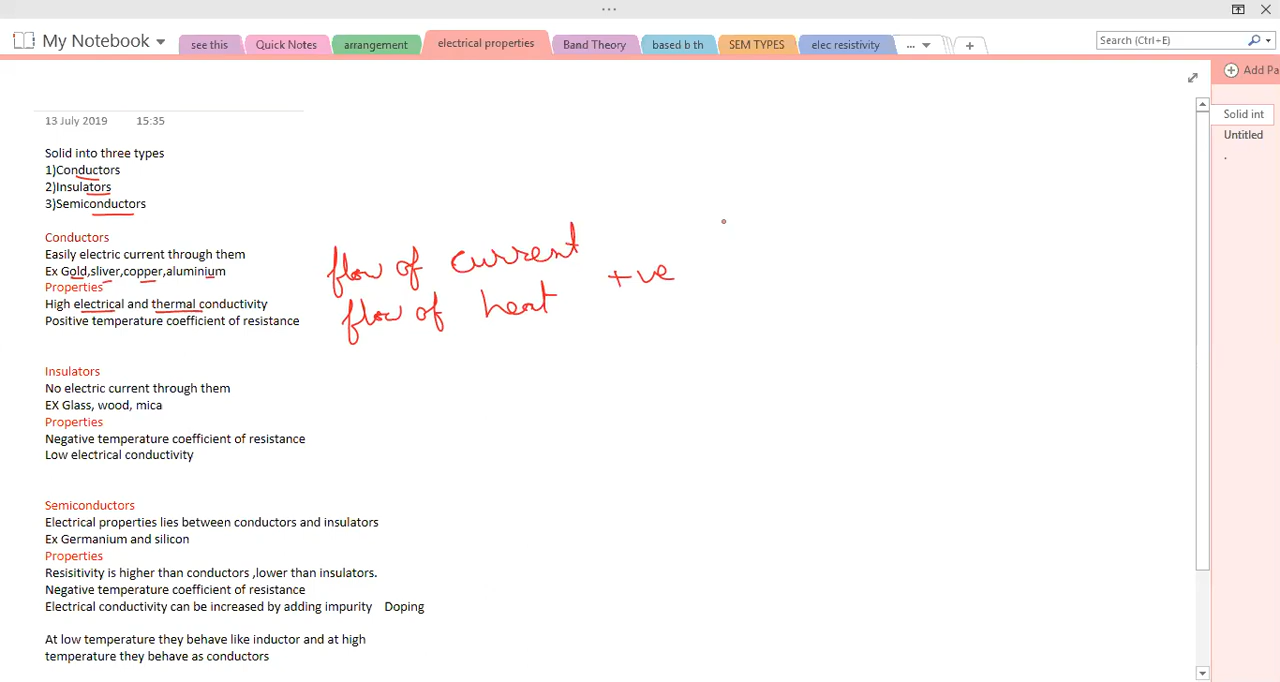 My Notebook
see this
Quick Notes
arrangement
electrical properties
Band Theory
based b th
SEM TYPES
elec resistivity
...
Search (Ctrl+E)
Add Pa
Solid int
Untitled
.
13 July 2019 15:35
Solid into three types
1)Conductors
2)Insulators
3)Semiconductors
Conductors
Easily electric current through them
Ex Gold,sliver,copper,aluminium
Properties
High electrical and thermal conductivity
Positive temperature coefficient of resistance
flow of current
flow of heat
+ve
Insulators
No electric current through them
EX Glass, wood, mica
Properties
Negative temperature coefficient of resistance
Low electrical conductivity
Semiconductors
Electrical properties lies between conductors and insulators
Ex Germanium and silicon
Properties
Resisitivity is higher than conductors ,lower than insulators.
Negative temperature coefficient of resistance
Electrical conductivity can be increased by adding impurity Doping
At low temperature they behave like inductor and at high
temperature they behave as conductors